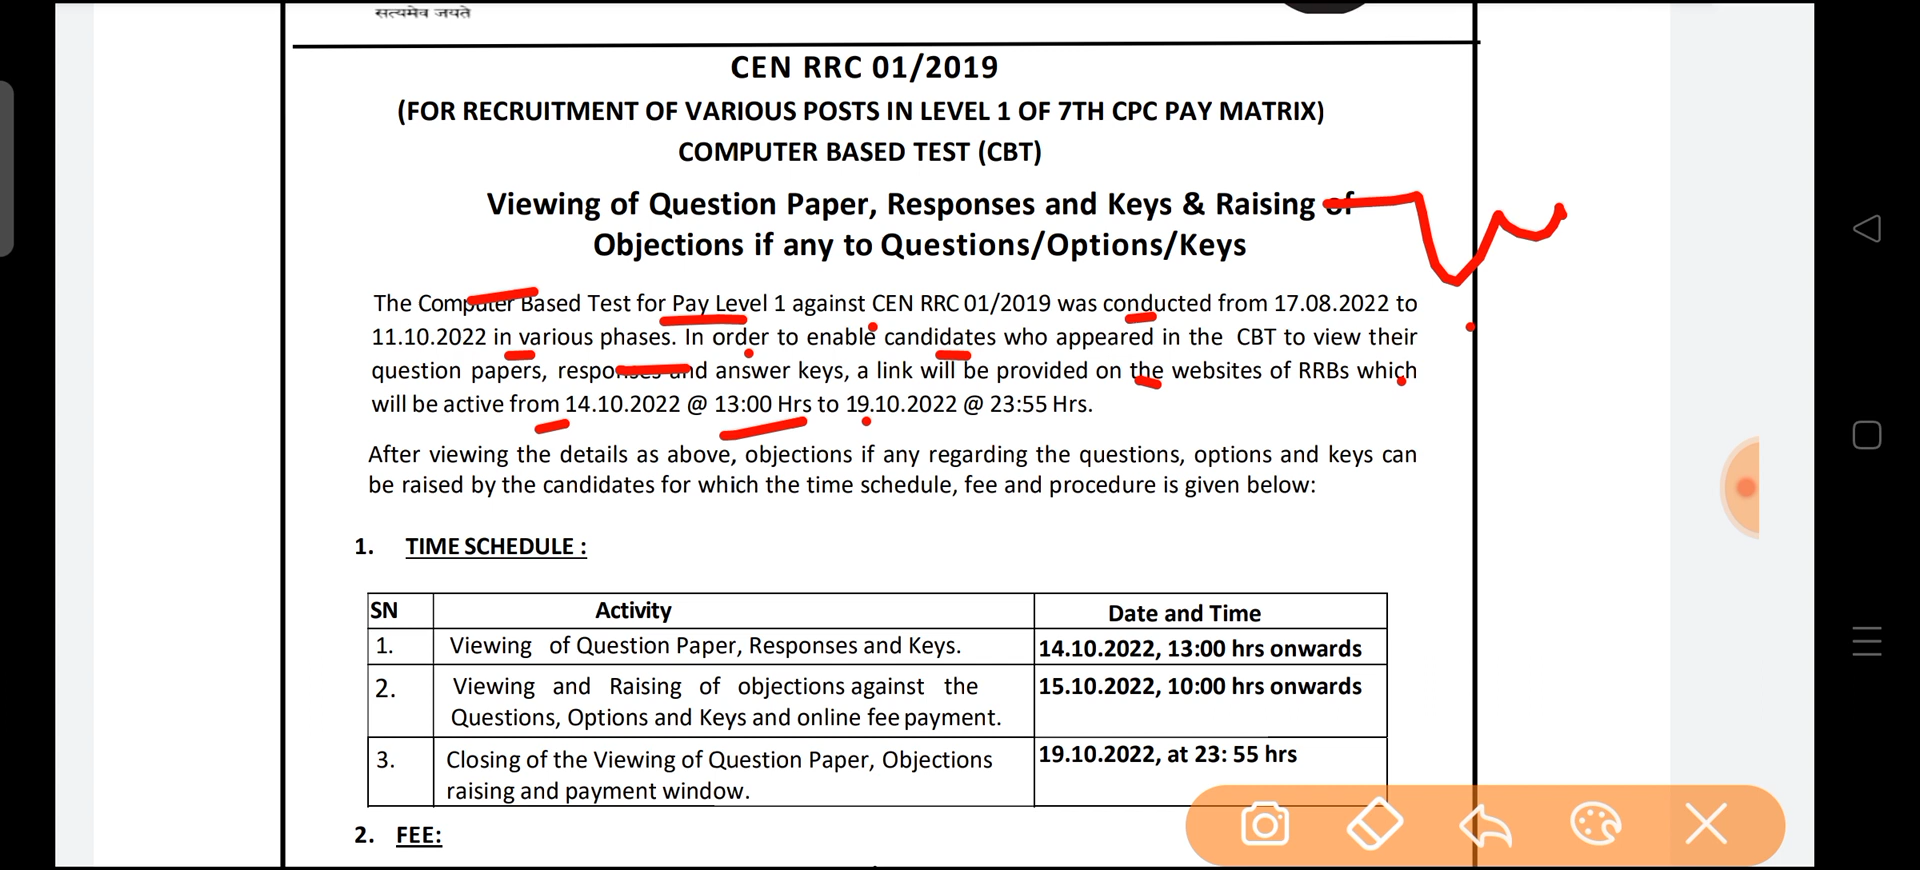 सत्यमेव जयते
CEN RRC 01/2019
(FOR RECRUITMENT OF VARIOUS POSTS IN LEVEL 1 OF 7TH CPC PAY MATRIX)
COMPUTER BASED TEST (CBT)
Viewing of Question Paper, Responses and Keys & Raising of
Objections if any to Questions/Options/Keys
The Computer Based Test for Pay Level 1 against CEN RRC 01/2019 was conducted from 17.08.2022 to
11.10.2022 in various phases. In order to enable candidates who appeared in the CBT to view their
question papers, responses and answer keys, a link will be provided on the websites of RRBs which
will be active from 14.10.2022 @ 13:00 Hrs to 19.10.2022 @ 23:55 Hrs.
After viewing the details as above, objections if any regarding the questions, options and keys can
be raised by the candidates for which the time schedule, fee and procedure is given below:
1. TIME SCHEDULE :
SN Activity Date and Time
1. Viewing of Question Paper, Responses and Keys. 14.10.2022, 13:00 hrs onwards
2. Viewing and Raising of objections against the 15.10.2022, 10:00 hrs onwards
Questions, Options and Keys and online fee payment.
3. Closing of the Viewing of Question Paper, Objections 19.10.2022, at 23: 55 hrs
raising and payment window.
2. FEE: